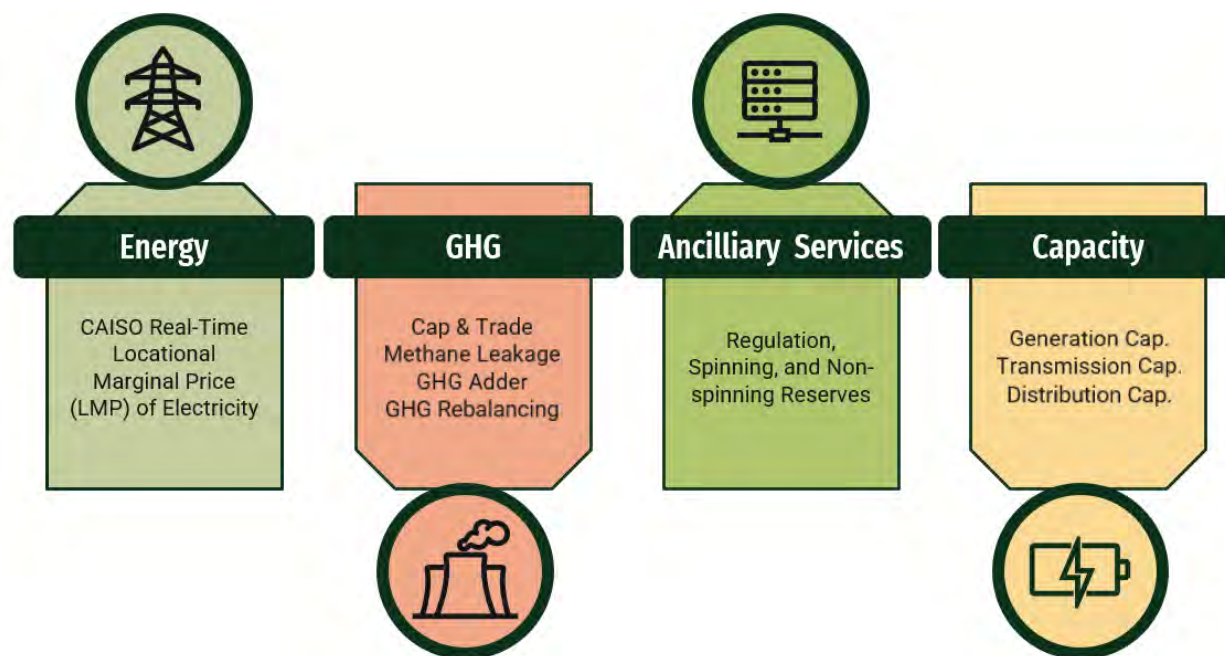 Energy
CAISO Real-Time
Locational
Marginal Price
(LMP) of Electricity
GHG
Cap & Trade
Methane Leakage
GHG Adder
GHG Rebalancing
Ancilliary Services
Regulation,
Spinning, and Non-
spinning Reserves
Capacity
Generation Cap.
Transmission Cap.
Distribution Cap.